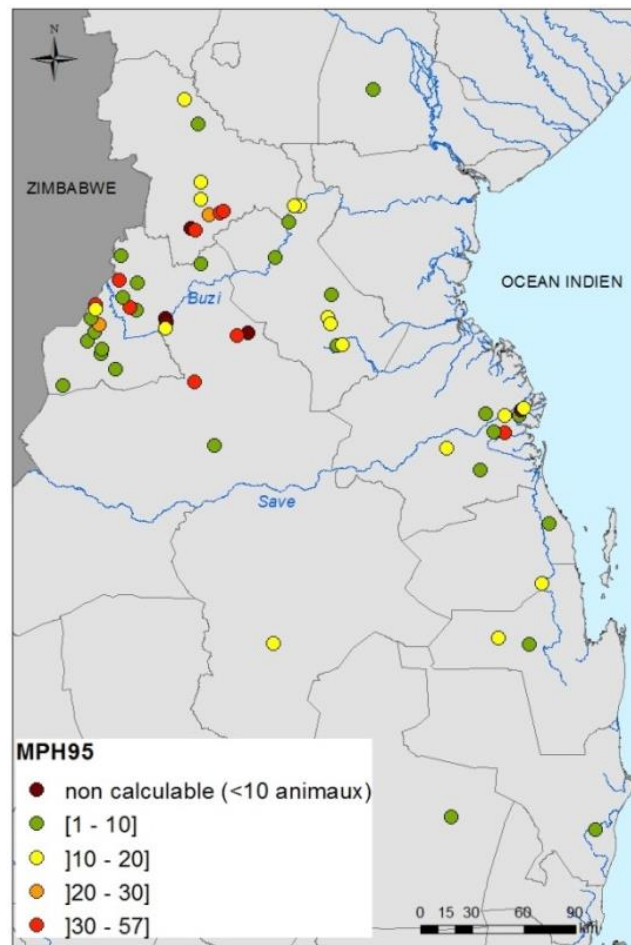 N
ZIMBABWE
OCEAN INDIEN
Buzi
Save
MPH95
non calculable (<10 animaux)
[1 - 10]
]10 - 20]
]20 - 30]
]30 - 57]
0 15 30 60 90
km